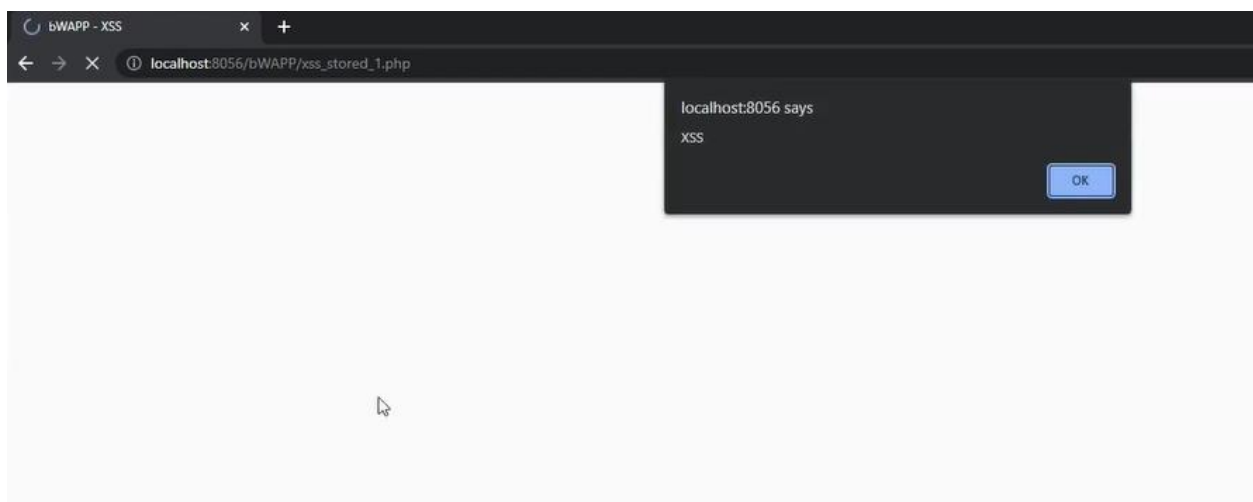 bWAPP - XSS
localhost:8056/bWAPP/xss_stored_1.php
localhost:8056 says
XSS
OK